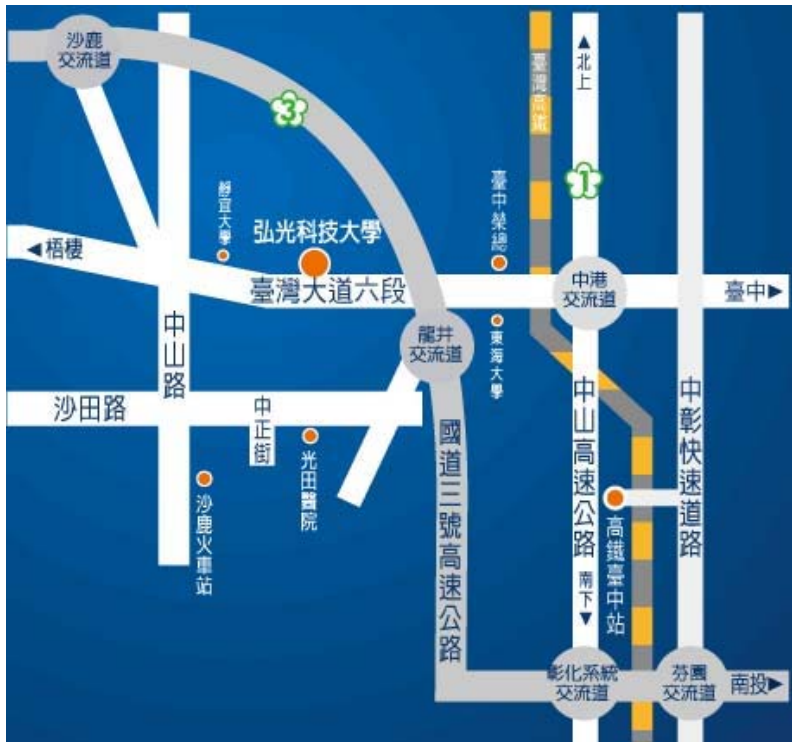 沙鹿
交流道
3
臺灣高鐵
▲北上
1
靜宜大學
弘光科技大學
臺中榮總
◀梧棲
臺灣大道六段
中港
交流道
臺中▶
中山路
龍井
交流道
東海大學
沙田路
中正街
光田醫院
沙鹿火車站
國道三號高速公路
中山高速公路
中彰快速道路
高鐵臺中站
南下▼
彰化系統
交流道
芬園
交流道
南投▶